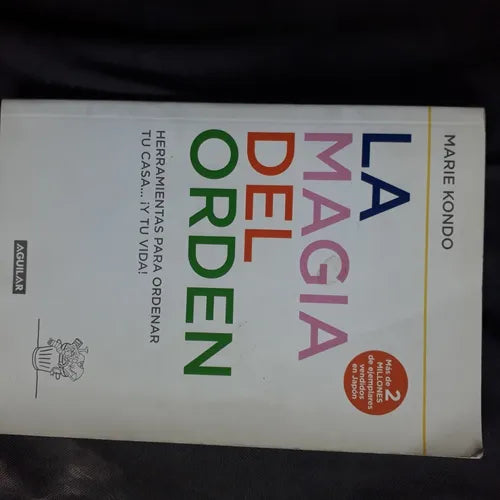 MARIE KONDO
LA
MAGIA
DEL
ORDEN
Más de 2
MILLONES
de ejemplares
vendidos
en Japón
HERRAMIENTAS PARA ORDENAR
TU CASA... ¡Y TU VIDA!
AGUILAR